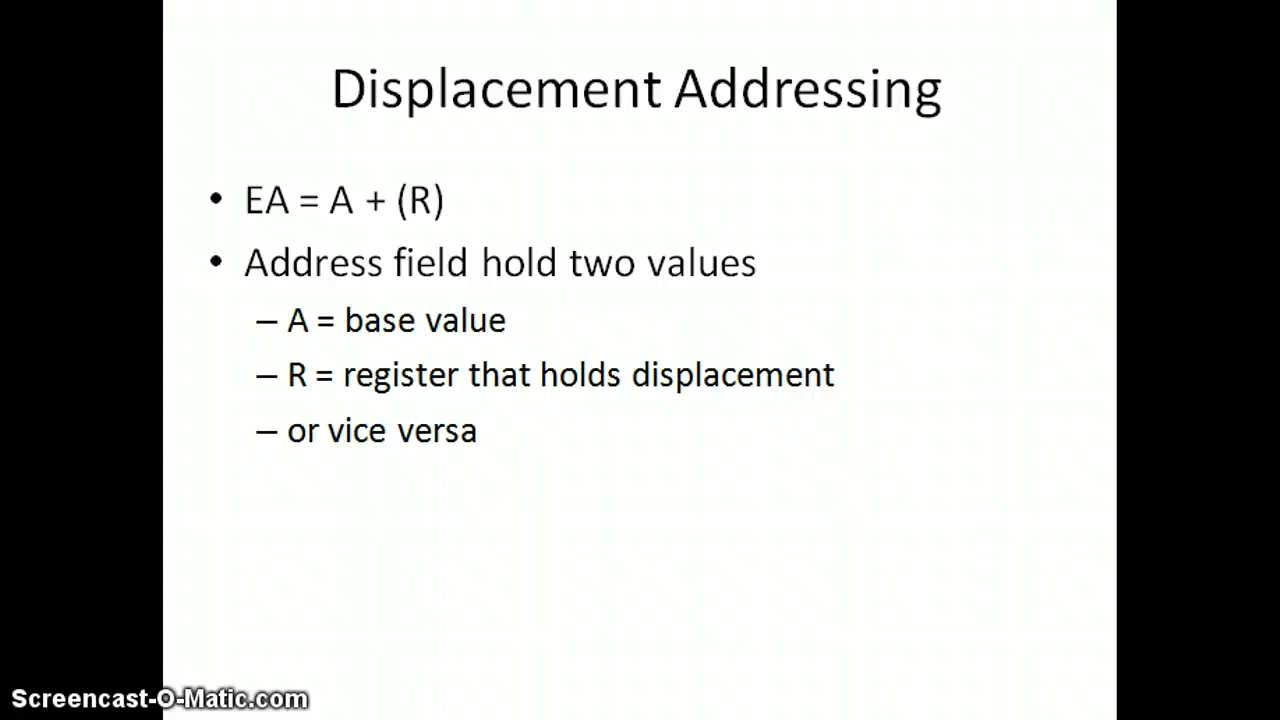 Displacement Addressing
• EA = A + (R)
• Address field hold two values
– A = base value
– R = register that holds displacement
– or vice versa
Screencast-O-Matic.com